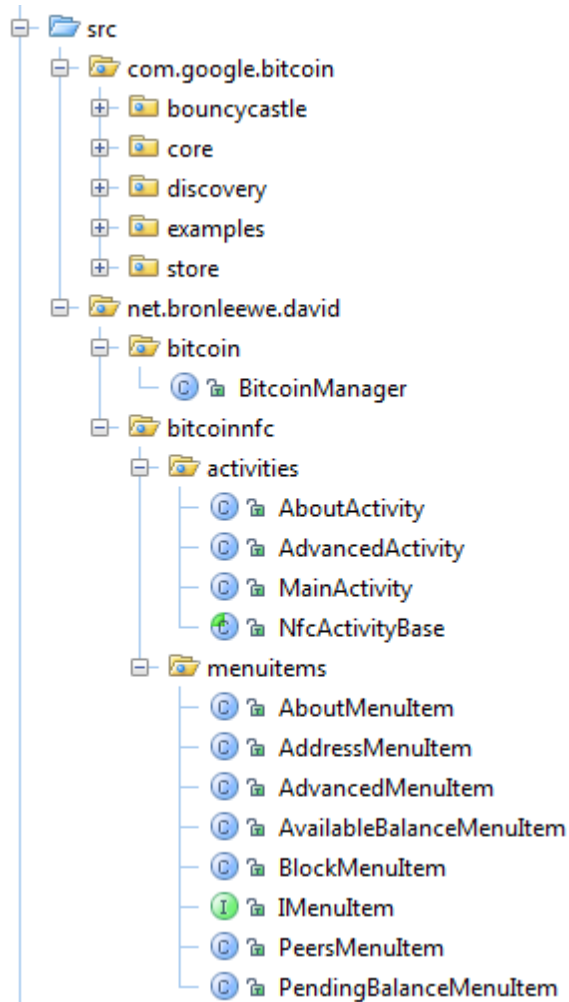 src
com.google.bitcoin
bouncycastle
core
discovery
examples
store
net.bronleewe.david
bitcoin
BitcoinManager
bitcoinnfc
activities
AboutActivity
AdvancedActivity
MainActivity
NfcActivityBase
menuitems
AboutMenuItem
AddressMenuItem
AdvancedMenuItem
AvailableBalanceMenuItem
BlockMenuItem
IMenuItem
PeersMenuItem
PendingBalanceMenuItem